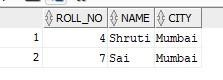 ROLL_NO NAME CITY
1 4 Shruti Mumbai
2 7 Sai Mumbai